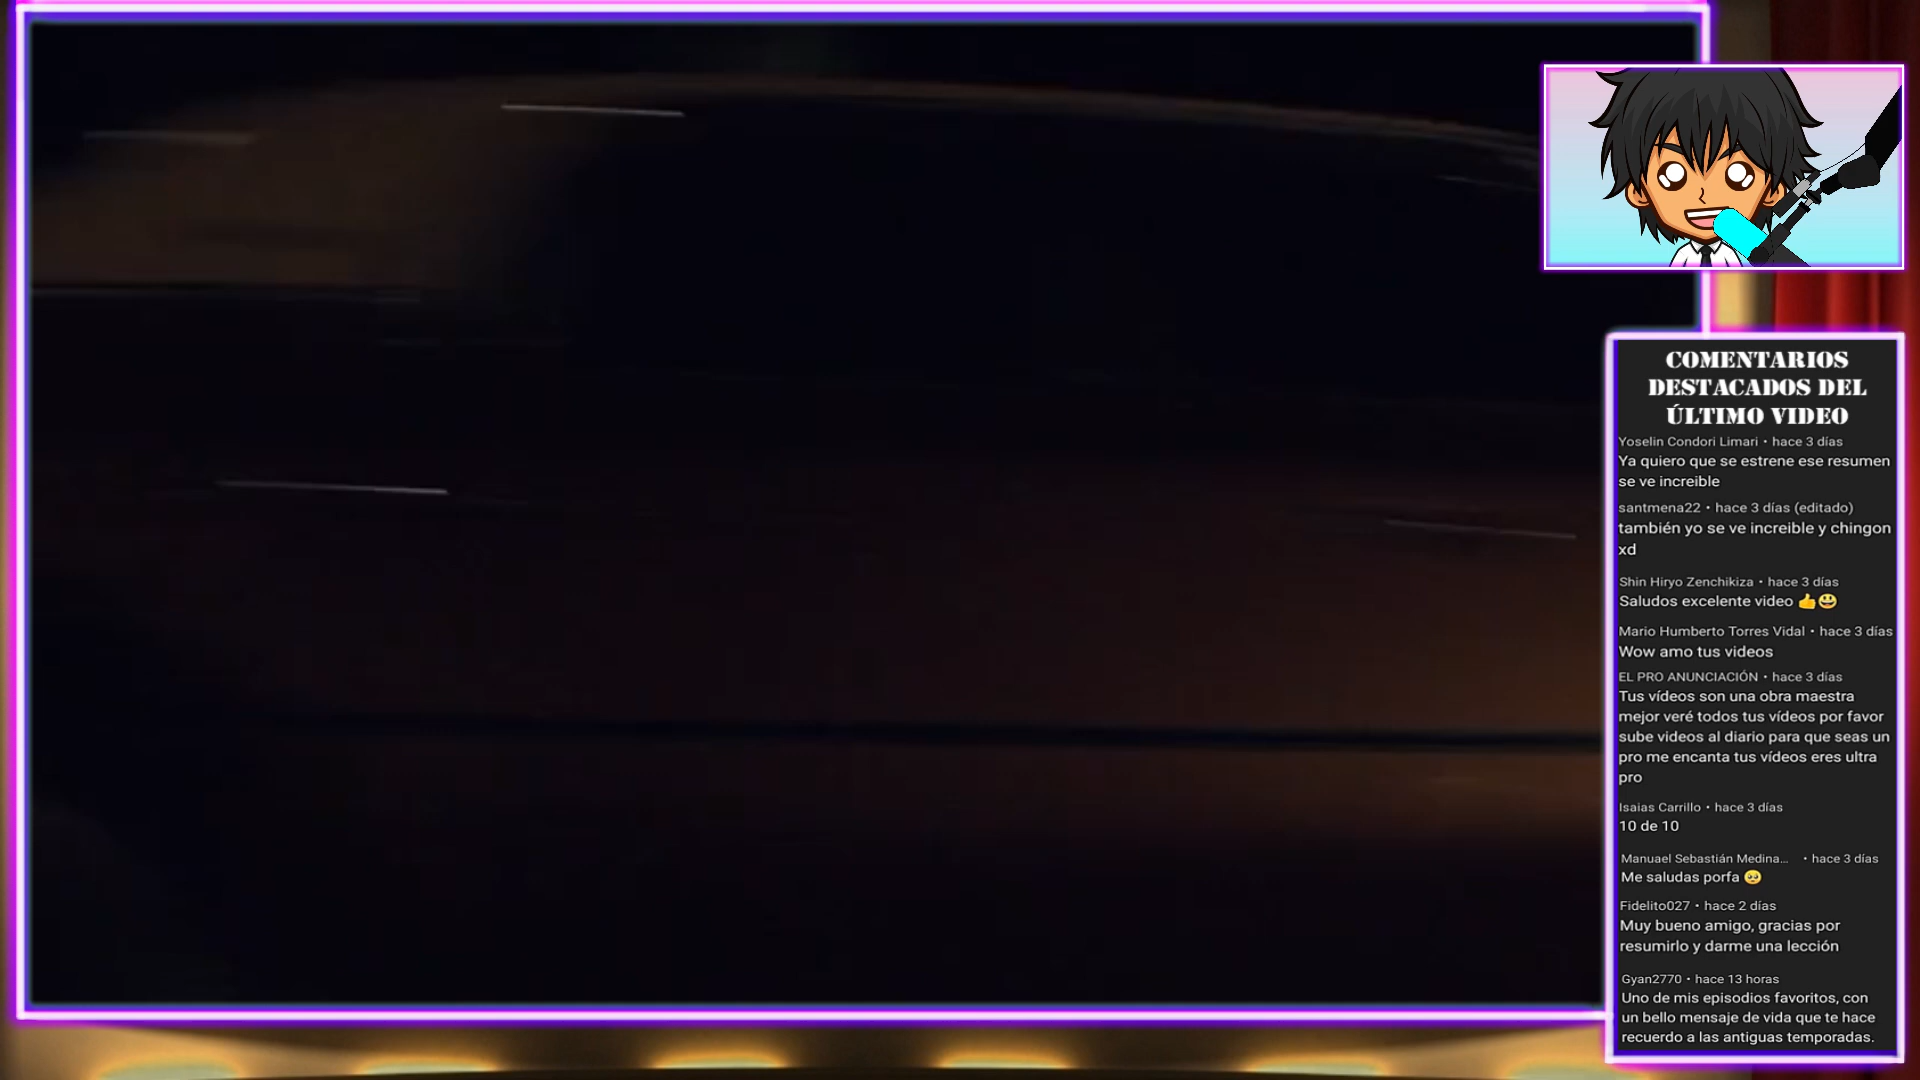 COMENTARIOS
DESTACADOS DEL
ÚLTIMO VIDEO
Yoselin Condori Limari • hace 3 días
Ya quiero que se estrene ese resumen
se ve increible
santmena22 • hace 3 días (editado)
también yo se ve increible y chingon
xd
Shin Hiryo Zenchikiza • hace 3 días
Saludos excelente video 👍😃
Mario Humberto Torres Vidal • hace 3 días
Wow amo tus videos
EL PRO ANUNCIACIÓN • hace 3 días
Tus vídeos son una obra maestra
mejor veré todos tus vídeos por favor
sube videos al diario para que seas un
pro me encanta tus vídeos eres ultra
pro
Isaias Carrillo • hace 3 días
10 de 10
Manuael Sebastián Medina... • hace 3 días
Me saludas porfa 🥺
Fidelito027 • hace 2 días
Muy bueno amigo, gracias por
resumirlo y darme una lección
Gyan2770 • hace 13 horas
Uno de mis episodios favoritos, con
un bello mensaje de vida que te hace
recuerdo a las antiguas temporadas.